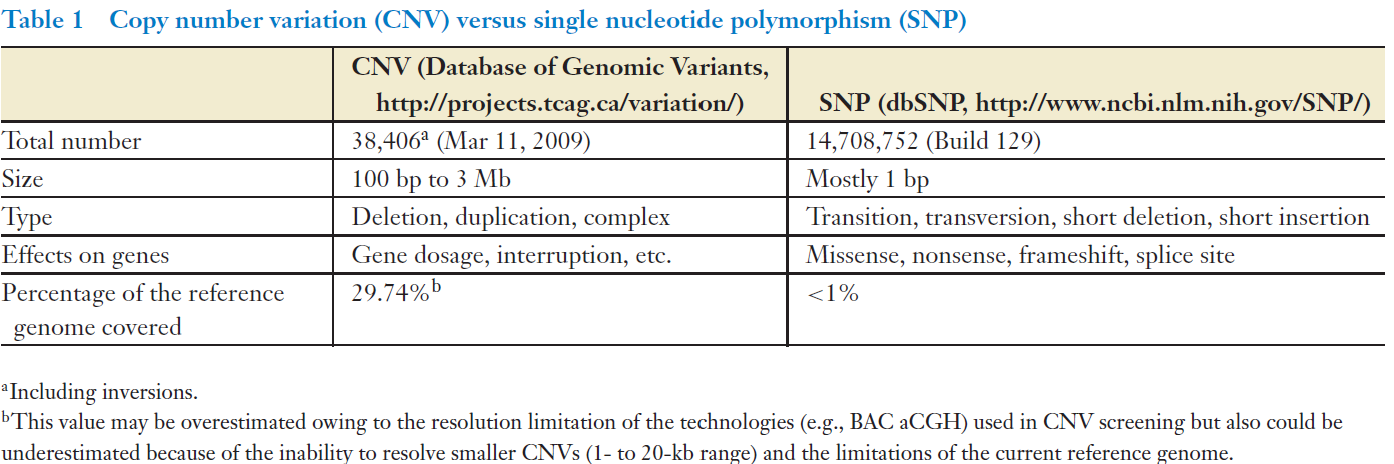 Table 1 Copy number variation (CNV) versus single nucleotide polymorphism (SNP)
CNV (Database of Genomic Variants,
http://projects.tcag.ca/variation/)
SNP (dbSNP, http://www.ncbi.nlm.nih.gov/SNP/)
Total number 38,406a (Mar 11, 2009) 14,708,752 (Build 129)
Size 100 bp to 3 Mb Mostly 1 bp
Type Deletion, duplication, complex Transition, transversion, short deletion, short insertion
Effects on genes Gene dosage, interruption, etc. Missense, nonsense, frameshift, splice site
Percentage of the reference 29.74%b <1%
genome covered
aIncluding inversions.
bThis value may be overestimated owing to the resolution limitation of the technologies (e.g., BAC aCGH) used in CNV screening but also could be
underestimated because of the inability to resolve smaller CNVs (1- to 20-kb range) and the limitations of the current reference genome.